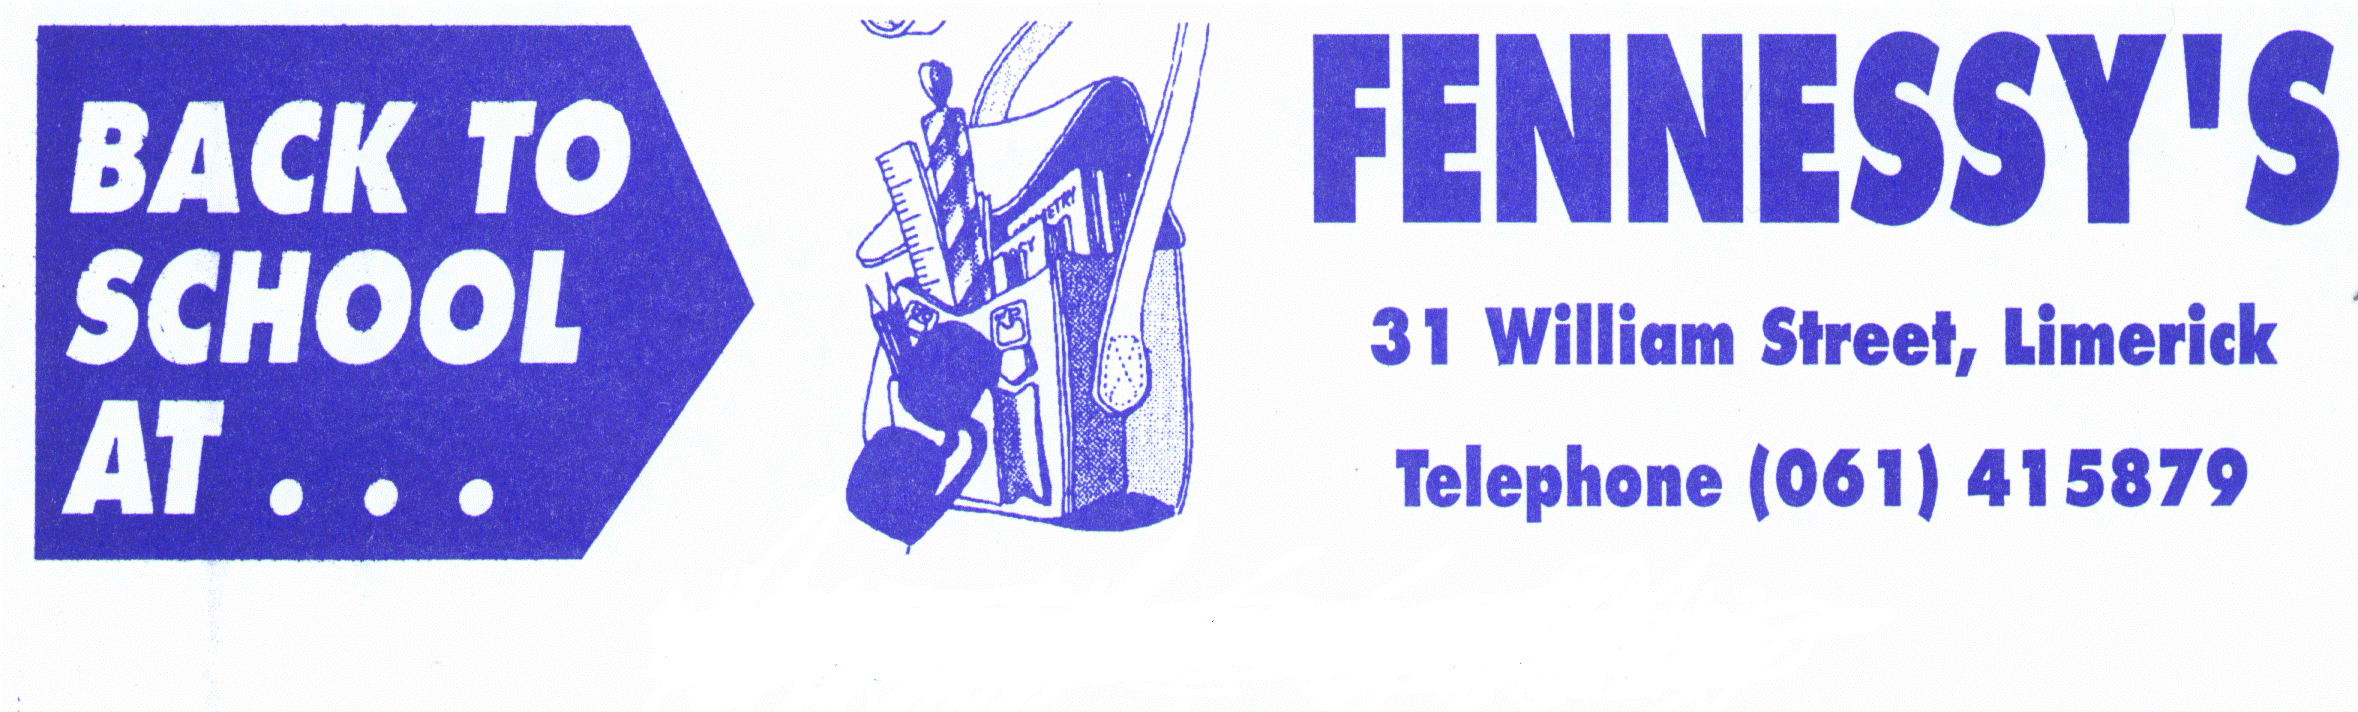 BACK TO
SCHOOL
AT . . .
FENNESSY'S
31 William Street, Limerick
Telephone (061) 415879